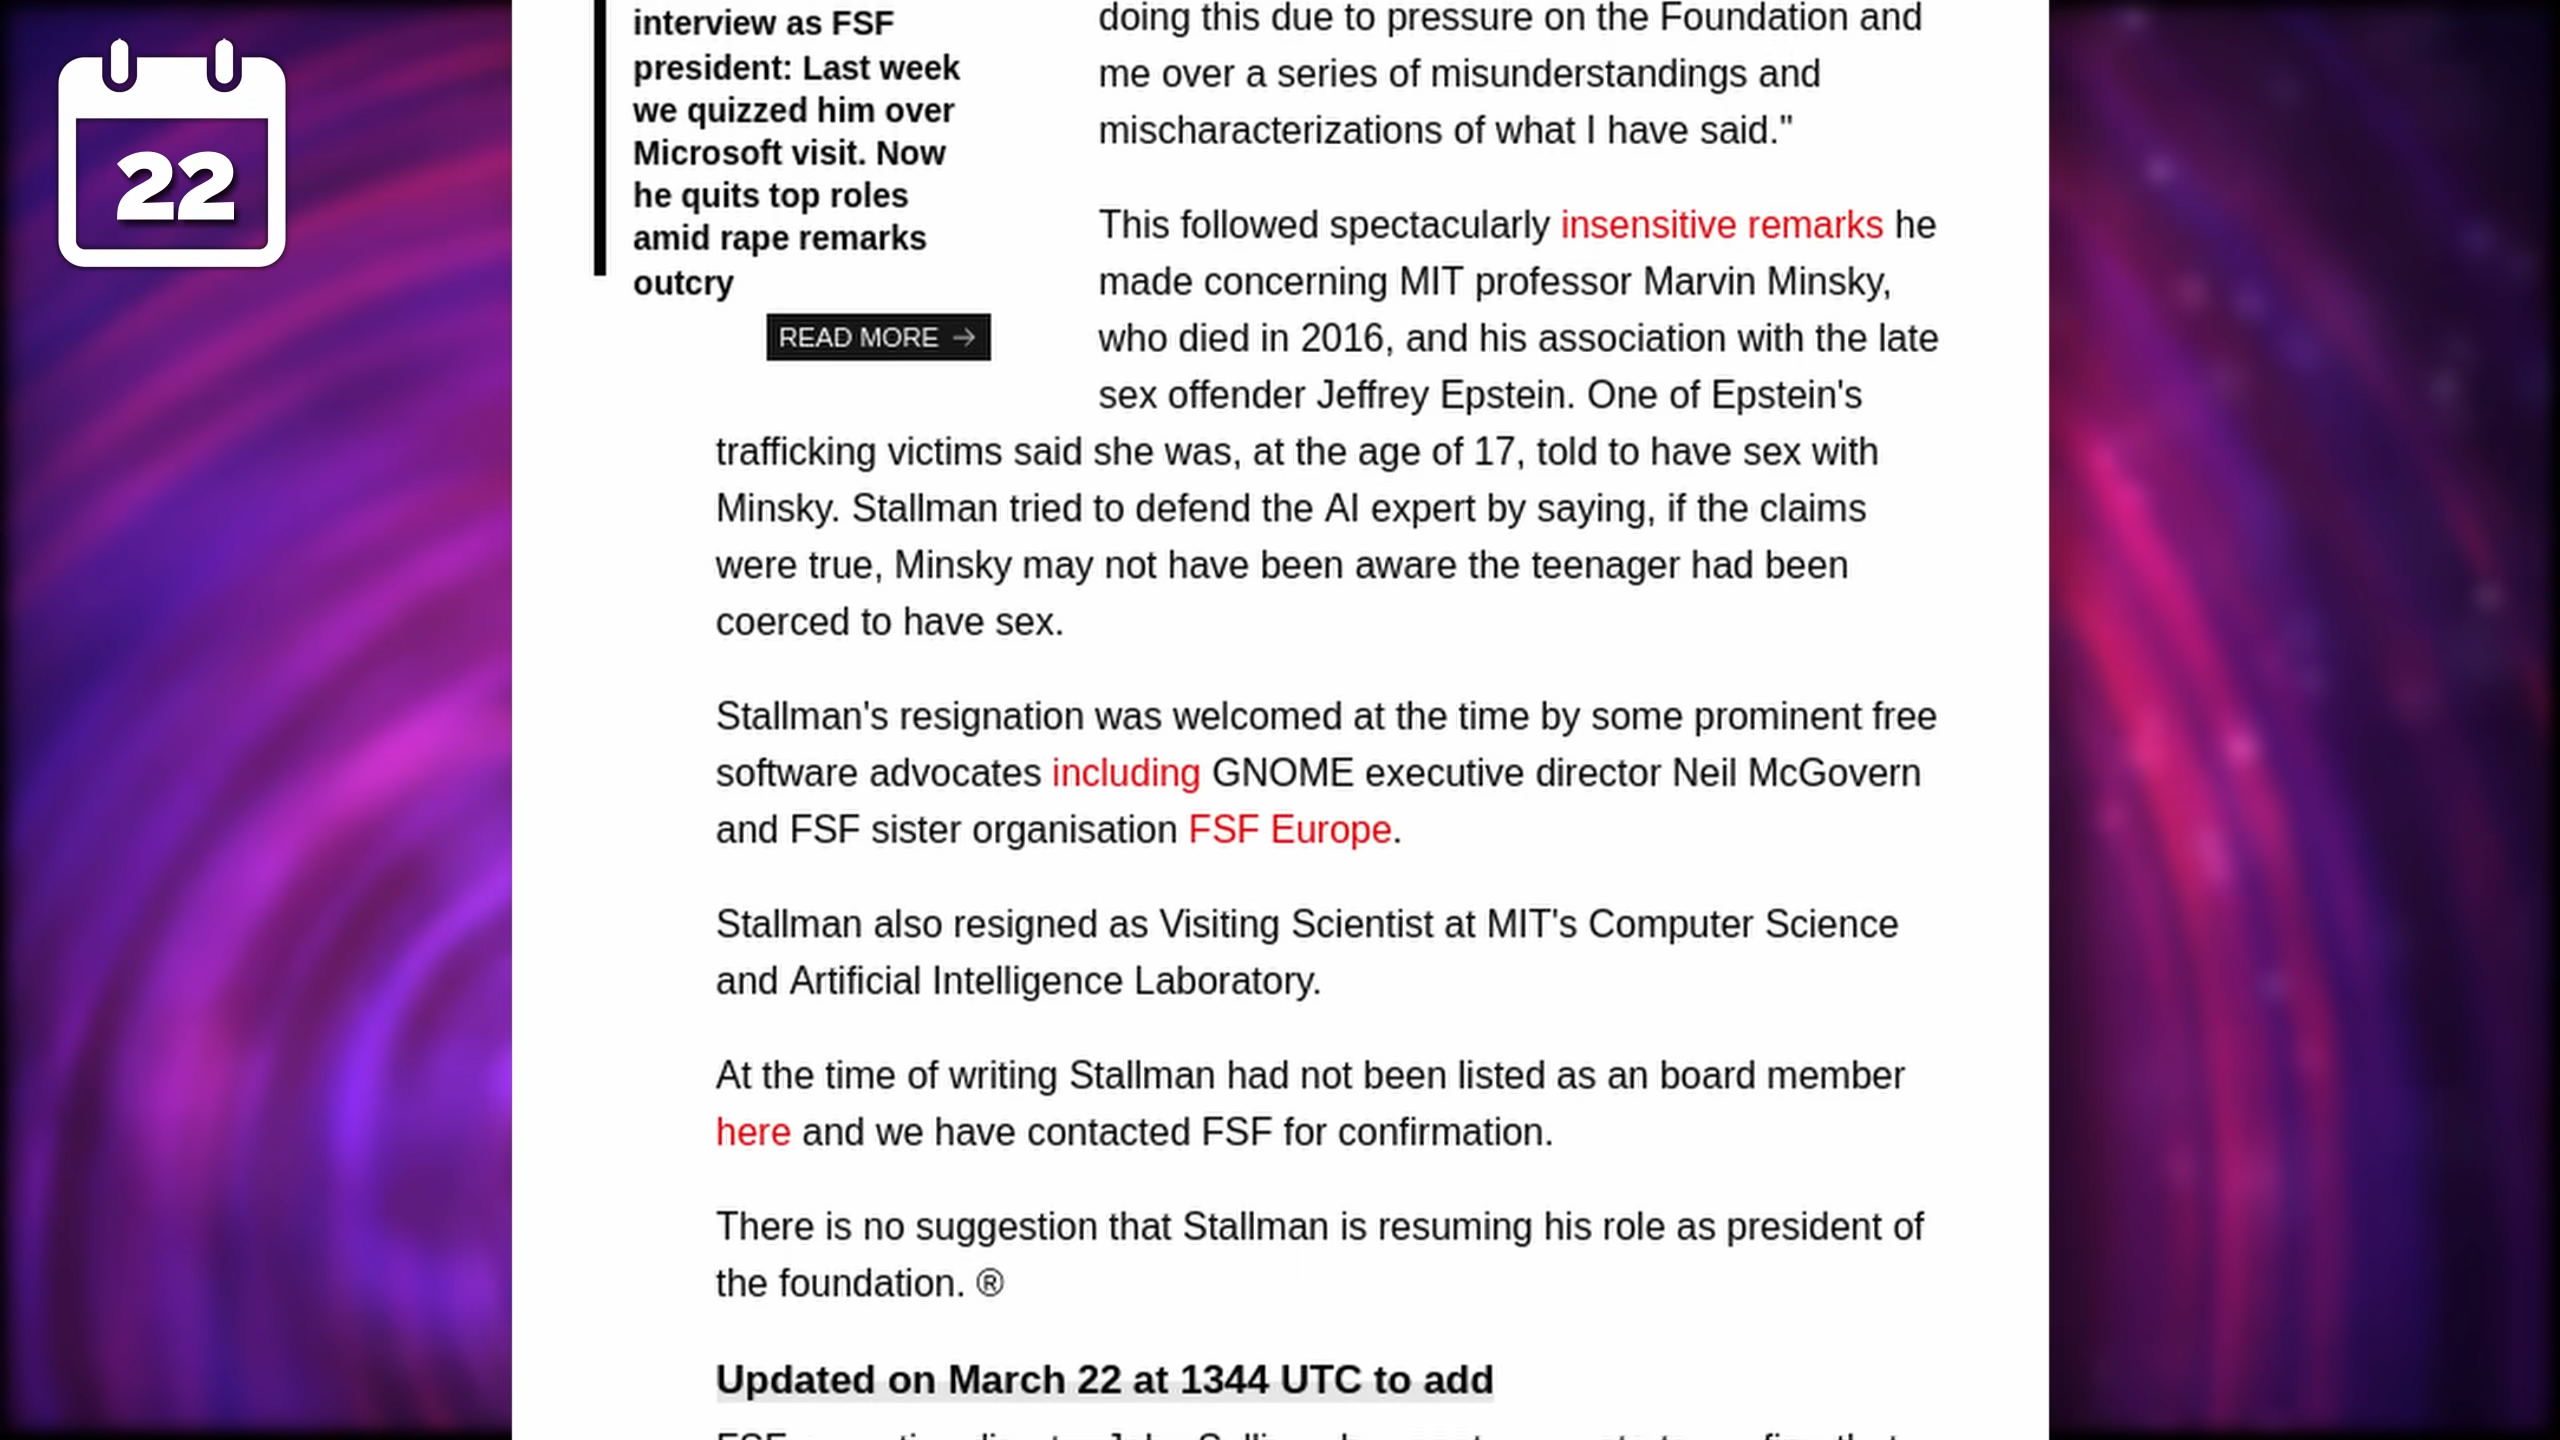 22
interview as FSF
president: Last week
we quizzed him over
Microsoft visit. Now
he quits top roles
amid rape remarks
outcry
READ MORE →
doing this due to pressure on the Foundation and
me over a series of misunderstandings and
mischaracterizations of what I have said."
This followed spectacularly insensitive remarks he
made concerning MIT professor Marvin Minsky,
who died in 2016, and his association with the late
sex offender Jeffrey Epstein. One of Epstein's
trafficking victims said she was, at the age of 17, told to have sex with
Minsky. Stallman tried to defend the AI expert by saying, if the claims
were true, Minsky may not have been aware the teenager had been
coerced to have sex.
Stallman's resignation was welcomed at the time by some prominent free
software advocates including GNOME executive director Neil McGovern
and FSF sister organisation FSF Europe.
Stallman also resigned as Visiting Scientist at MIT's Computer Science
and Artificial Intelligence Laboratory.
At the time of writing Stallman had not been listed as an board member
here and we have contacted FSF for confirmation.
There is no suggestion that Stallman is resuming his role as president of
the foundation. ®
Updated on March 22 at 1344 UTC to add